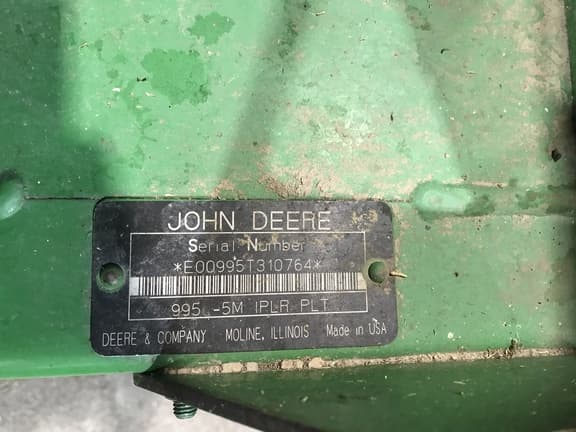 JOHN DEERE
Serial Number
*E00995T310764*
995 -5M IPLR PLT
DEERE & COMPANY MOLINE, ILLINOIS Made in USA